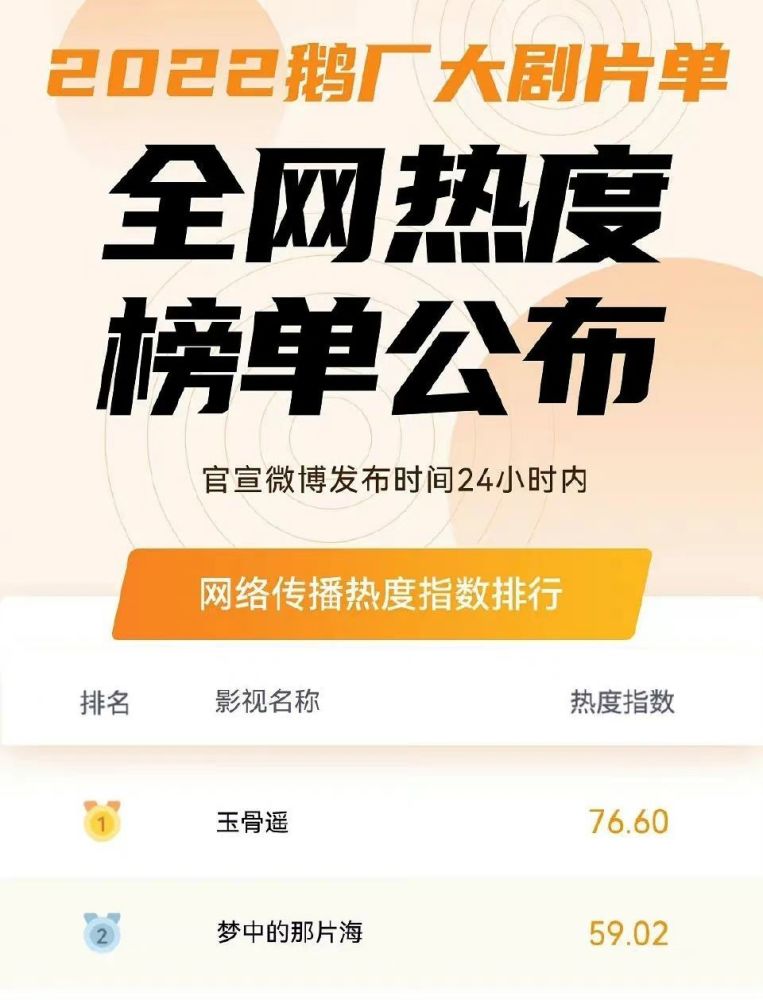 2022鹅厂大剧片单
全网热度
榜单公布
官宣微博发布时间24小时内
网络传播热度指数排行
排名 影视名称 热度指数
1 玉骨遥 76.60
2 梦中的那片海 59.02